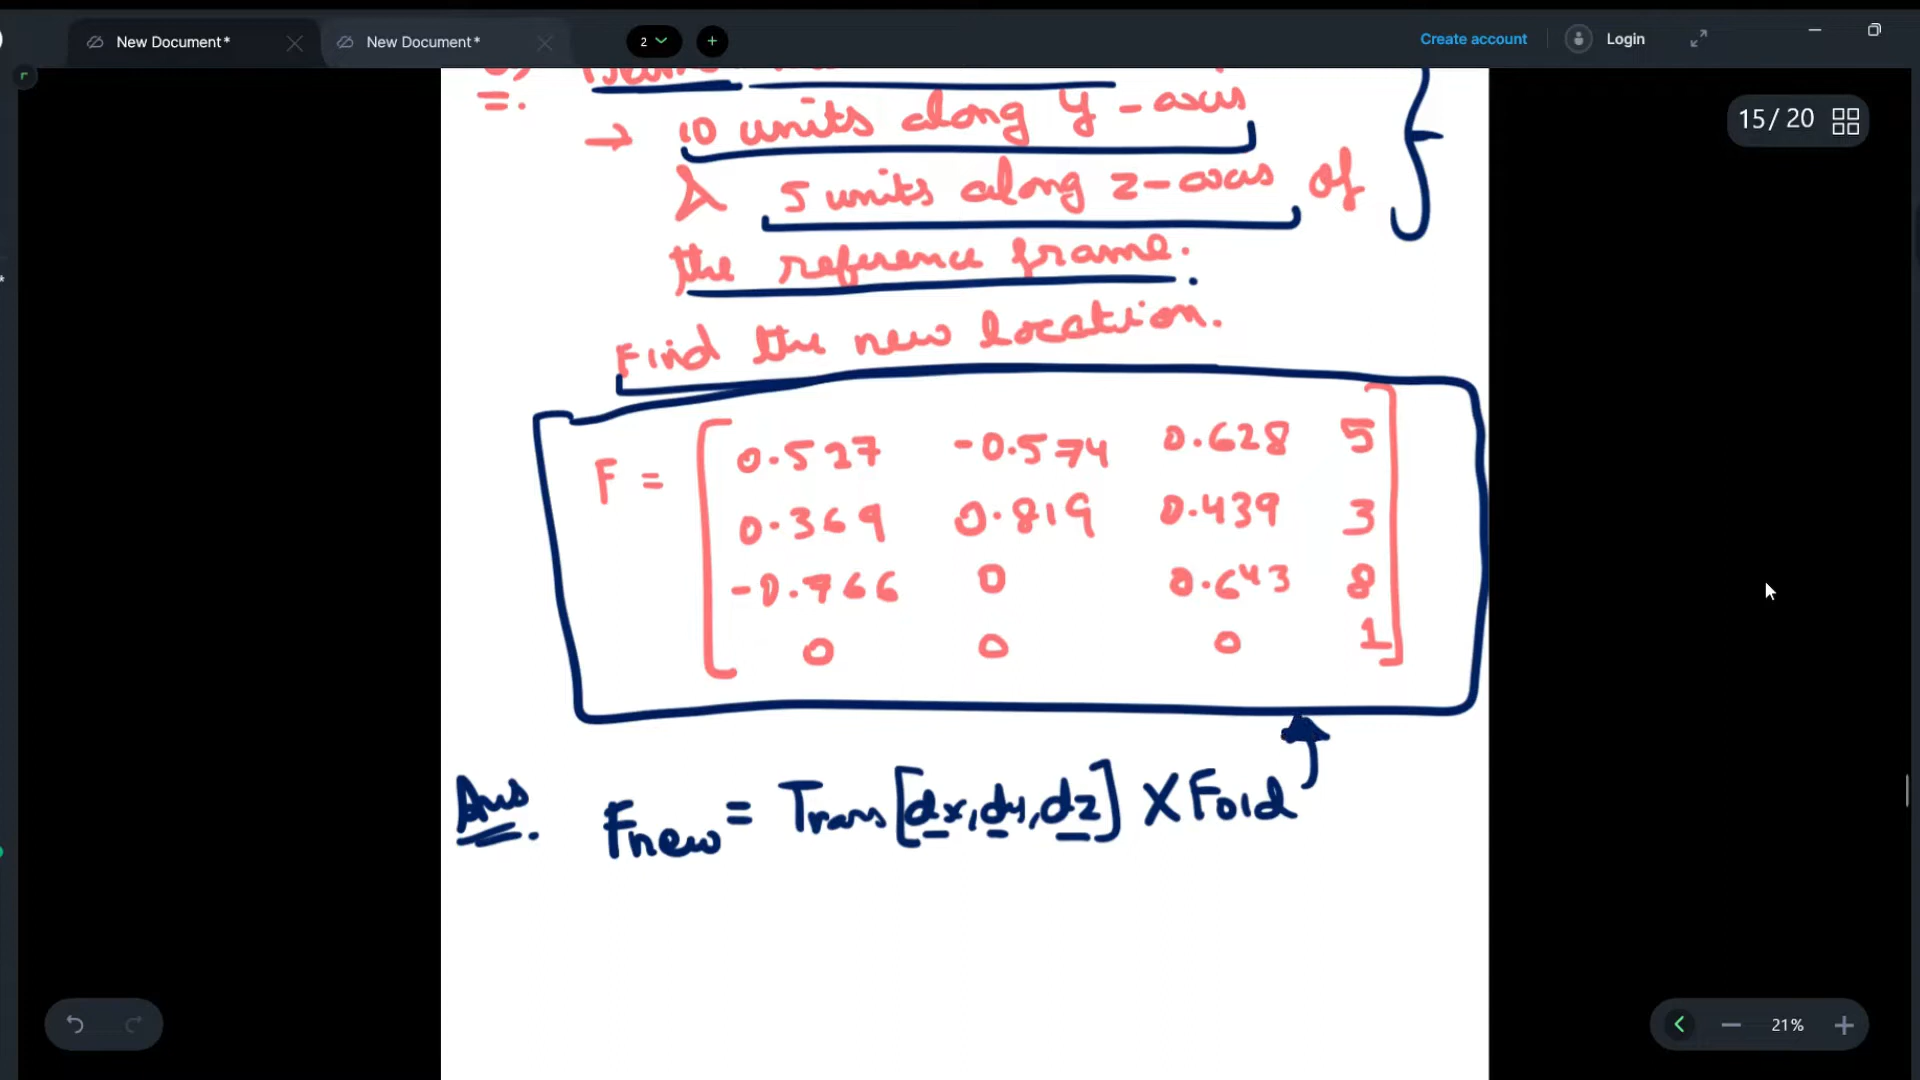 New Document* New Document* 2 Create account Login
15/ 20
=.
→ 10 units along y-axis
& 5 units along z-axis of
the reference frame.
Find the new location.
F = [ 0.527 -0.574 0.628 5
0.369 0.819 0.439 3
-0.766 0 0.643 8
0 0 0 1 ]
Ans. Fnew = Trans[dx,dy,dz] X Fold
21%